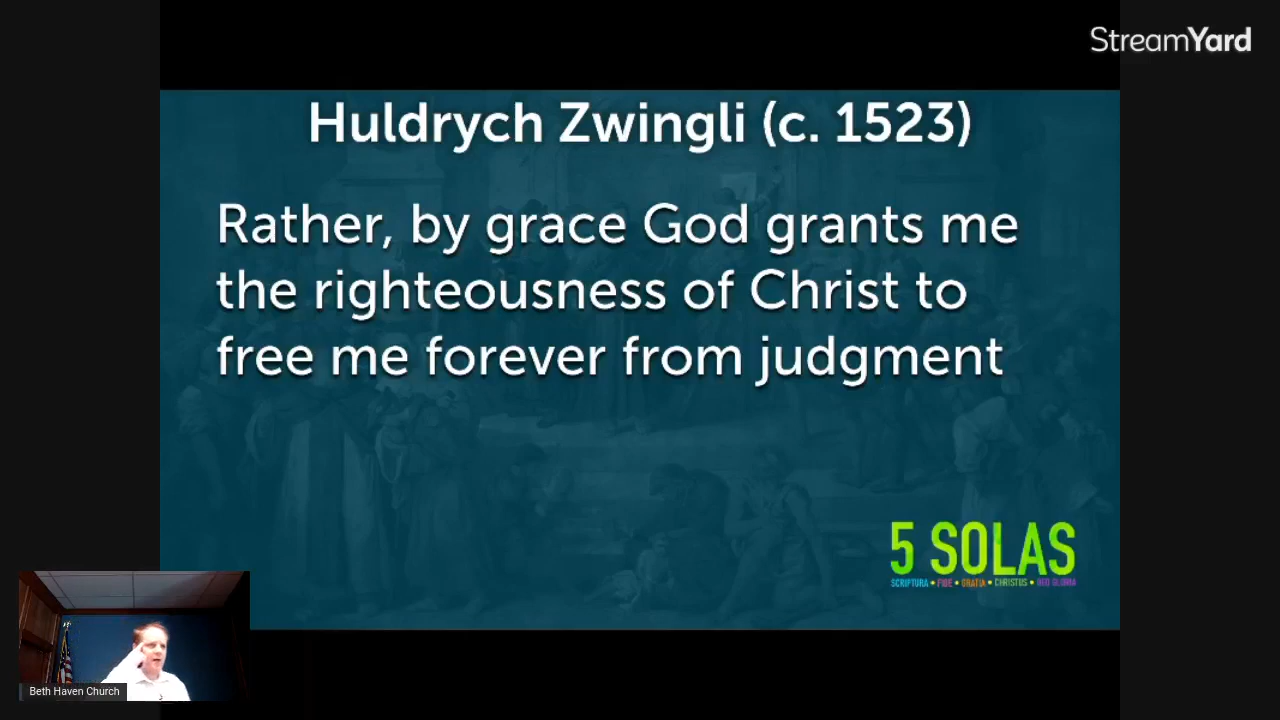 StreamYard
Huldrych Zwingli (c. 1523)
Rather, by grace God grants me
the righteousness of Christ to
free me forever from judgment
5 SOLAS
SCRIPTURA • FIDE • GRATIA • CHRISTUS • DEO GLORIA
Beth Haven Church